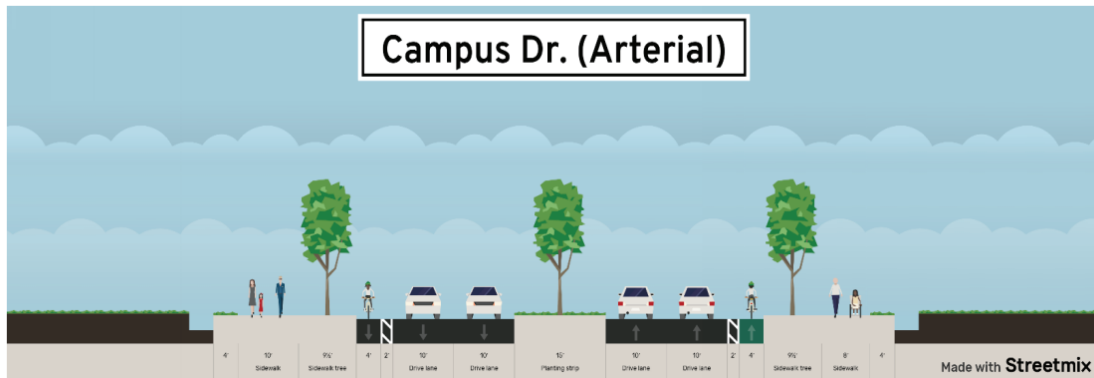 Campus Dr. (Arterial)
4' 10' 9½' 4' 2' 10' 10' 15' 10' 10' 2' 4' 9½' 8' 4'
Sidewalk Sidewalk tree Drive lane Drive lane Planting strip Drive lane Drive lane Sidewalk tree Sidewalk
Made with Streetmix